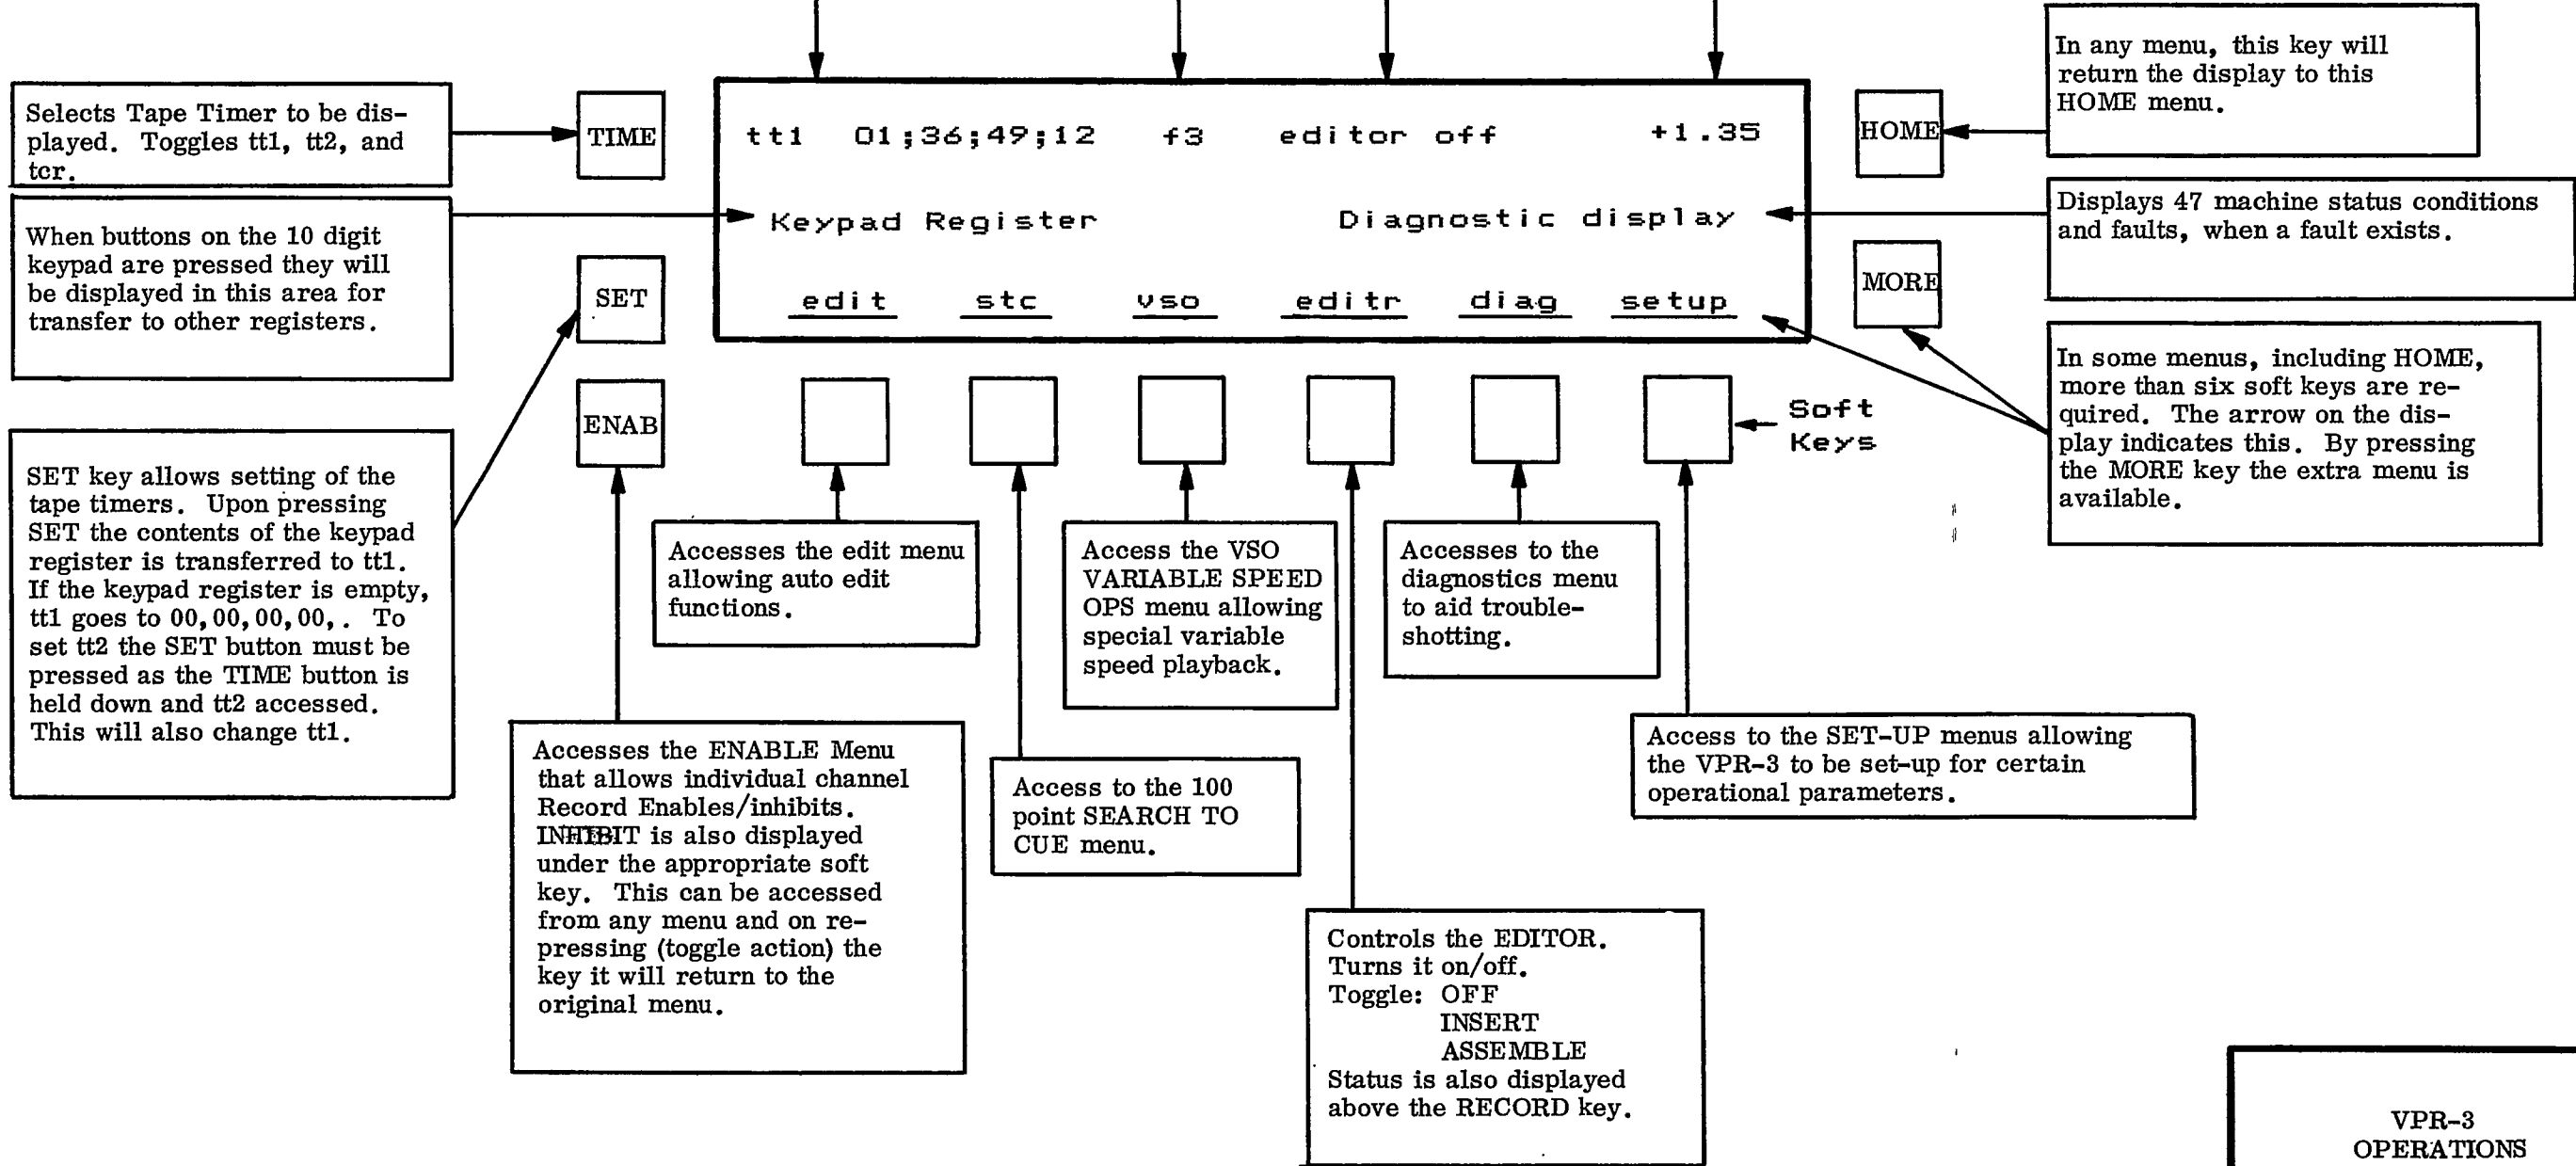 In any menu, this key will
return the display to this
HOME menu.
Selects Tape Timer to be dis-
played. Toggles tt1, tt2, and
tcr.
TIME
tt1 01;36;49;12 f3 editor off +1.35
HOME
When buttons on the 10 digit
keypad are pressed they will
be displayed in this area for
transfer to other registers.
Keypad Register Diagnostic display
Displays 47 machine status conditions
and faults, when a fault exists.
SET
edit stc vso editr diag setup
MORE
In some menus, including HOME,
more than six soft keys are re-
quired. The arrow on the dis-
play indicates this. By pressing
the MORE key the extra menu is
available.
ENAB
Soft
Keys
SET key allows setting of the
tape timers. Upon pressing
SET the contents of the keypad
register is transferred to tt1.
If the keypad register is empty,
tt1 goes to 00,00,00,00,. To
set tt2 the SET button must be
pressed as the TIME button is
held down and tt2 accessed.
This will also change tt1.
Accesses the edit menu
allowing auto edit
functions.
Access the VSO
VARIABLE SPEED
OPS menu allowing
special variable
speed playback.
Accesses to the
diagnostics menu
to aid trouble-
shotting.
Accesses the ENABLE Menu
that allows individual channel
Record Enables/inhibits.
INHIBIT is also displayed
under the appropriate soft
key. This can be accessed
from any menu and on re-
pressing (toggle action) the
key it will return to the
original menu.
Access to the 100
point SEARCH TO
CUE menu.
Access to the SET-UP menus allowing
the VPR-3 to be set-up for certain
operational parameters.
Controls the EDITOR.
Turns it on/off.
Toggle: OFF
INSERT
ASSEMBLE
Status is also displayed
above the RECORD key.
VPR-3
OPERATIONS